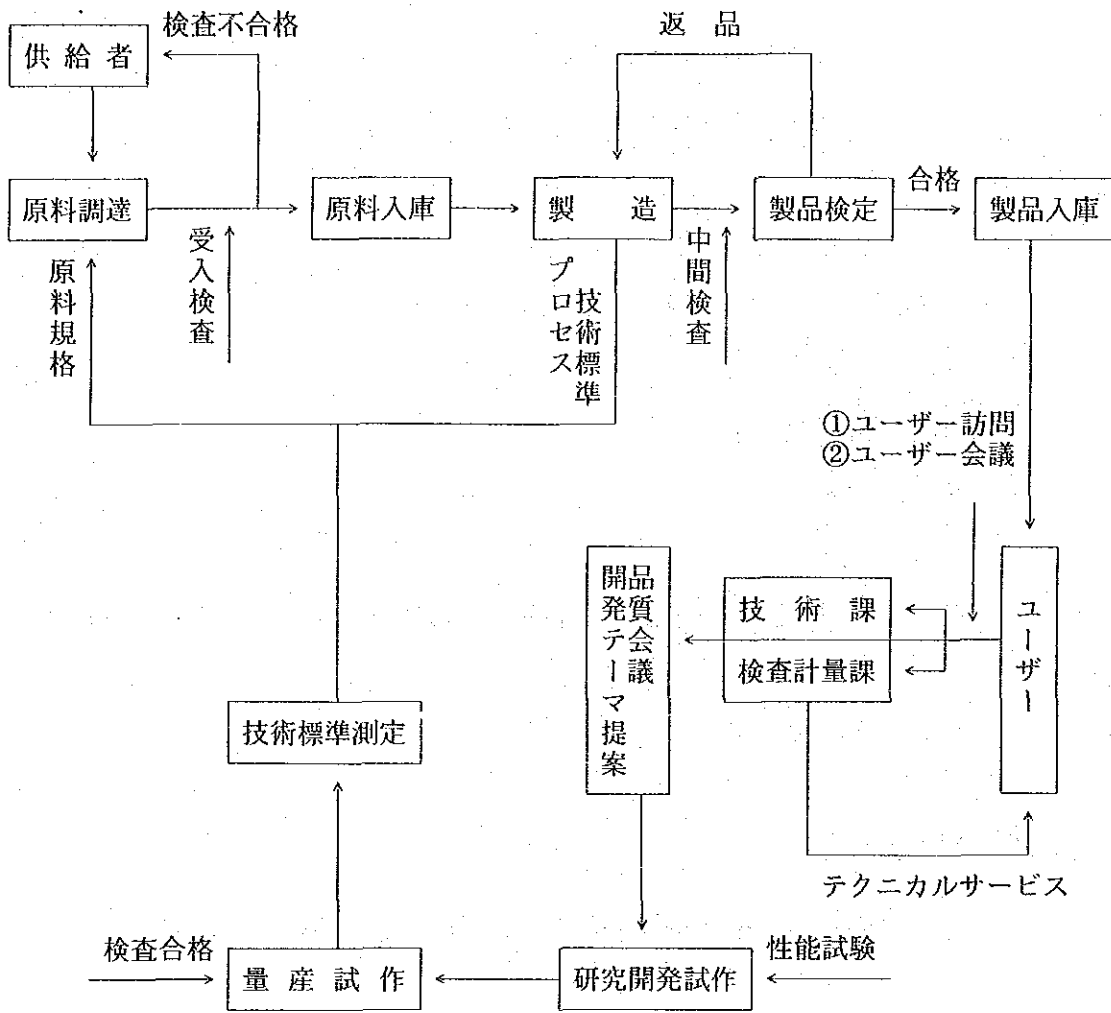 検査不合格
返品
供給者
原料調達
原料入庫
製造
製品検定
合格
製品入庫
原料規格
受入検査
プロセス
技術標準
中間検査
①ユーザー訪問
②ユーザー会議
品質会議
開発テーマ提案
技術課
検査計量課
ユーザー
技術標準測定
テクニカルサービス
検査合格
量産試作
研究開発試作
性能試験